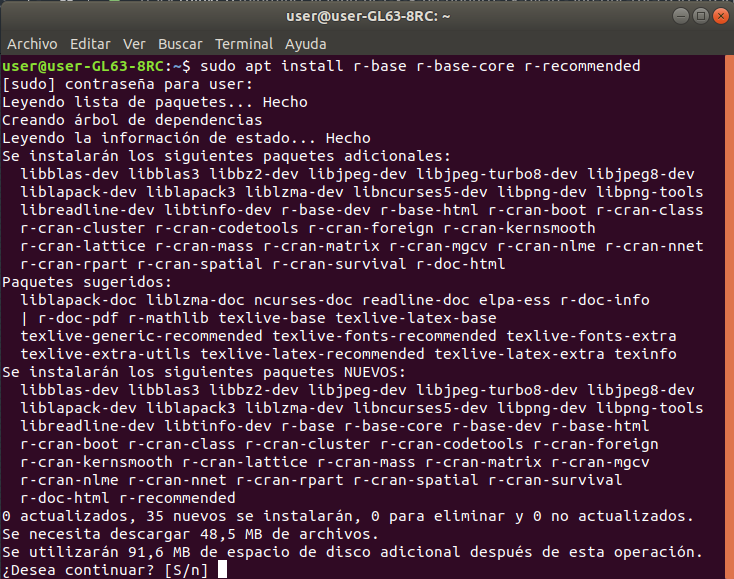 user@user-GL63-8RC: ~
Archivo Editar Ver Buscar Terminal Ayuda
user@user-GL63-8RC:~$ sudo apt install r-base r-base-core r-recommended
[sudo] contraseña para user:
Leyendo lista de paquetes... Hecho
Creando árbol de dependencias
Leyendo la información de estado... Hecho
Se instalarán los siguientes paquetes adicionales:
  libblas-dev libblas3 libbz2-dev libjpeg-dev libjpeg-turbo8-dev libjpeg8-dev
  liblapack-dev liblapack3 liblzma-dev libncurses5-dev libpng-dev libpng-tools
  libreadline-dev libtinfo-dev r-base-dev r-base-html r-cran-boot r-cran-class
  r-cran-cluster r-cran-codetools r-cran-foreign r-cran-kernsmooth
  r-cran-lattice r-cran-mass r-cran-matrix r-cran-mgcv r-cran-nlme r-cran-nnet
  r-cran-rpart r-cran-spatial r-cran-survival r-doc-html
Paquetes sugeridos:
  liblapack-doc liblzma-doc ncurses-doc readline-doc elpa-ess r-doc-info
  | r-doc-pdf r-mathlib texlive-base texlive-latex-base
  texlive-generic-recommended texlive-fonts-recommended texlive-fonts-extra
  texlive-extra-utils texlive-latex-recommended texlive-latex-extra texinfo
Se instalarán los siguientes paquetes NUEVOS:
  libblas-dev libblas3 libbz2-dev libjpeg-dev libjpeg-turbo8-dev libjpeg8-dev
  liblapack-dev liblapack3 liblzma-dev libncurses5-dev libpng-dev libpng-tools
  libreadline-dev libtinfo-dev r-base r-base-core r-base-dev r-base-html
  r-cran-boot r-cran-class r-cran-cluster r-cran-codetools r-cran-foreign
  r-cran-kernsmooth r-cran-lattice r-cran-mass r-cran-matrix r-cran-mgcv
  r-cran-nlme r-cran-nnet r-cran-rpart r-cran-spatial r-cran-survival
  r-doc-html r-recommended
0 actualizados, 35 nuevos se instalarán, 0 para eliminar y 0 no actualizados.
Se necesita descargar 48,5 MB de archivos.
Se utilizarán 91,6 MB de espacio de disco adicional después de esta operación.
¿Desea continuar? [S/n]